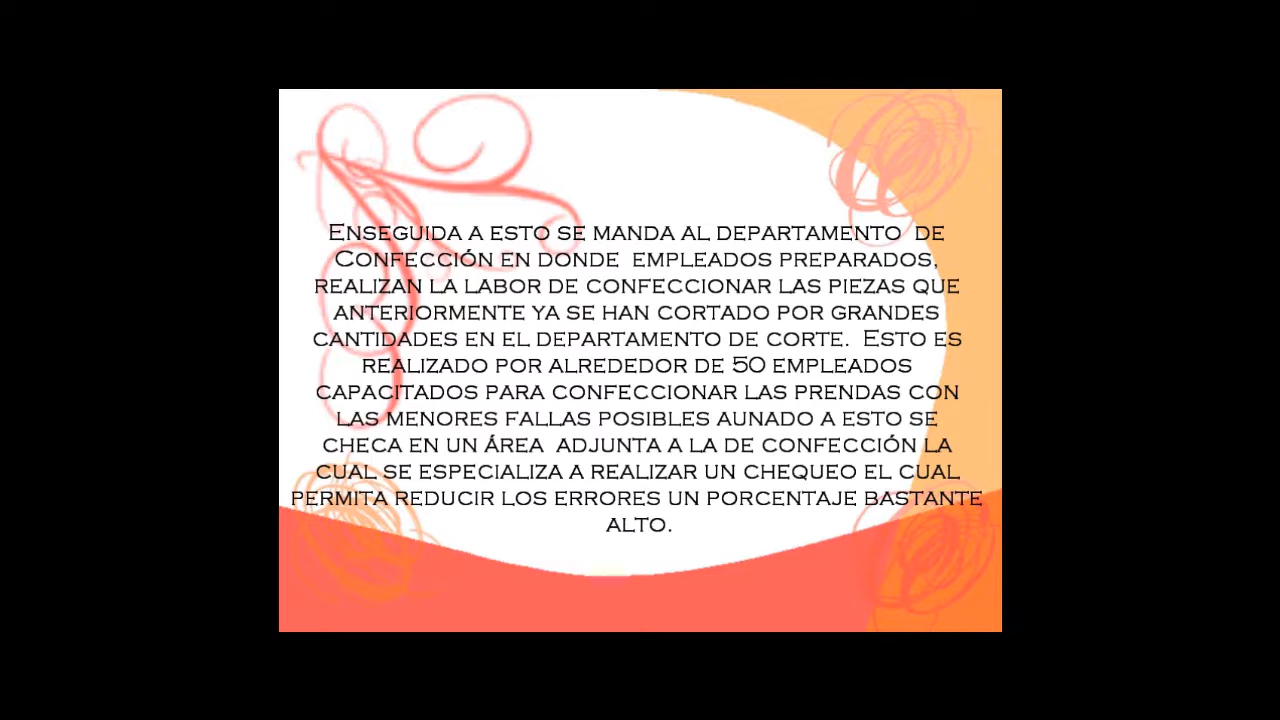 Enseguida a esto se manda al departamento de
Confección en donde empleados preparados,
realizan la labor de confeccionar las piezas que
anteriormente ya se han cortado por grandes
cantidades en el departamento de corte. Esto es
realizado por alrededor de 50 empleados
capacitados para confeccionar las prendas con
las menores fallas posibles aunado a esto se
checa en un área adjunta a la de confección la
cual se especializa a realizar un chequeo el cual
permita reducir los errores un porcentaje bastante
alto.